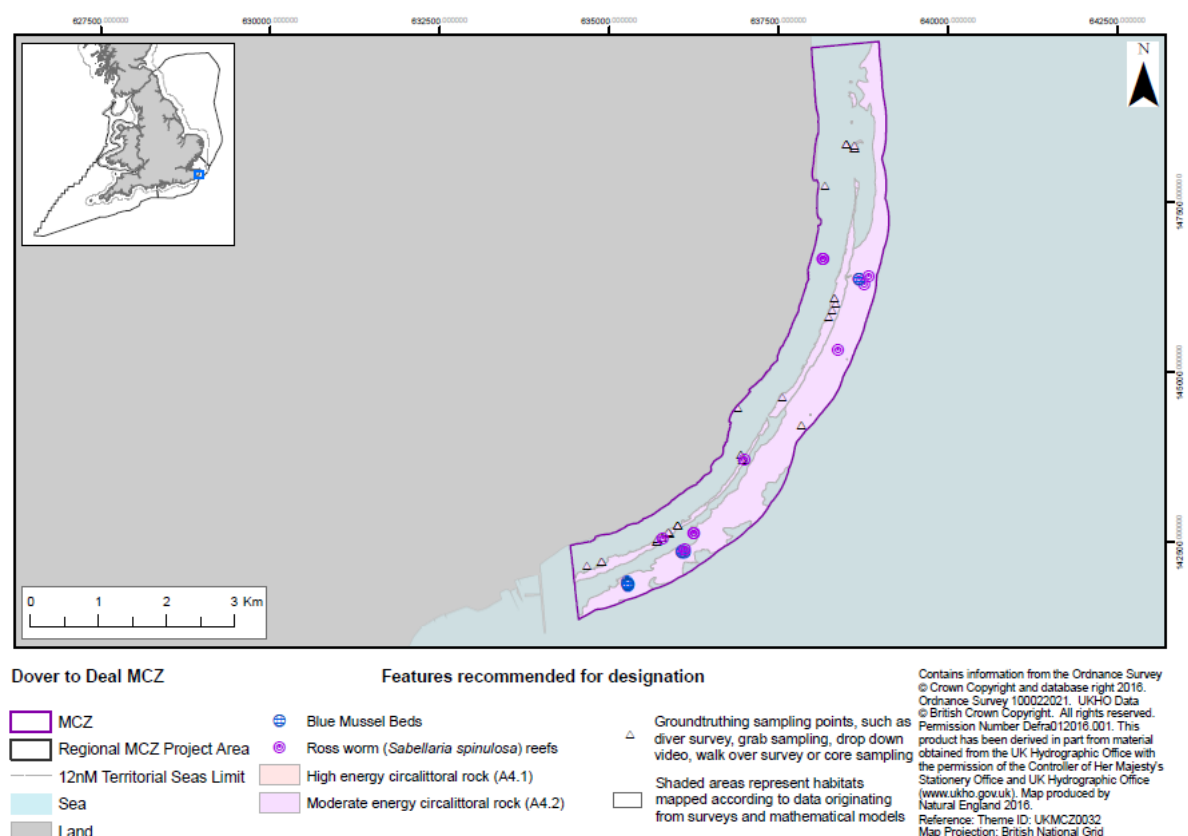 627500.000000 630000.000000 632500.000000 635000.000000 637500.000000 640000.000000 642500.000000
N
147500.000000
145000.000000
142500.000000
0 1 2 3 Km
Dover to Deal MCZ
MCZ
Regional MCZ Project Area
12nM Territorial Seas Limit
Sea
Land
Features recommended for designation
Blue Mussel Beds
Ross worm (Sabellaria spinulosa) reefs
High energy circalittoral rock (A4.1)
Moderate energy circalittoral rock (A4.2)
Groundtruthing sampling points, such as
diver survey, grab sampling, drop down
video, walk over survey or core sampling
Shaded areas represent habitats
mapped according to data originating
from surveys and mathematical models
Contains information from the Ordnance Survey
© Crown Copyright and database right 2016.
Ordnance Survey 100022021. UKHO Data
© British Crown Copyright. All rights reserved.
Permission Number Defra012016.001. This
product has been derived in part from material
obtained from the UK Hydrographic Office with
the permission of the Controller of Her Majesty's
Stationery Office and UK Hydrographic Office
(www.ukho.gov.uk). Map produced by
Natural England 2016.
Reference: Theme ID: UKMCZ0032
Map Projection: British National Grid